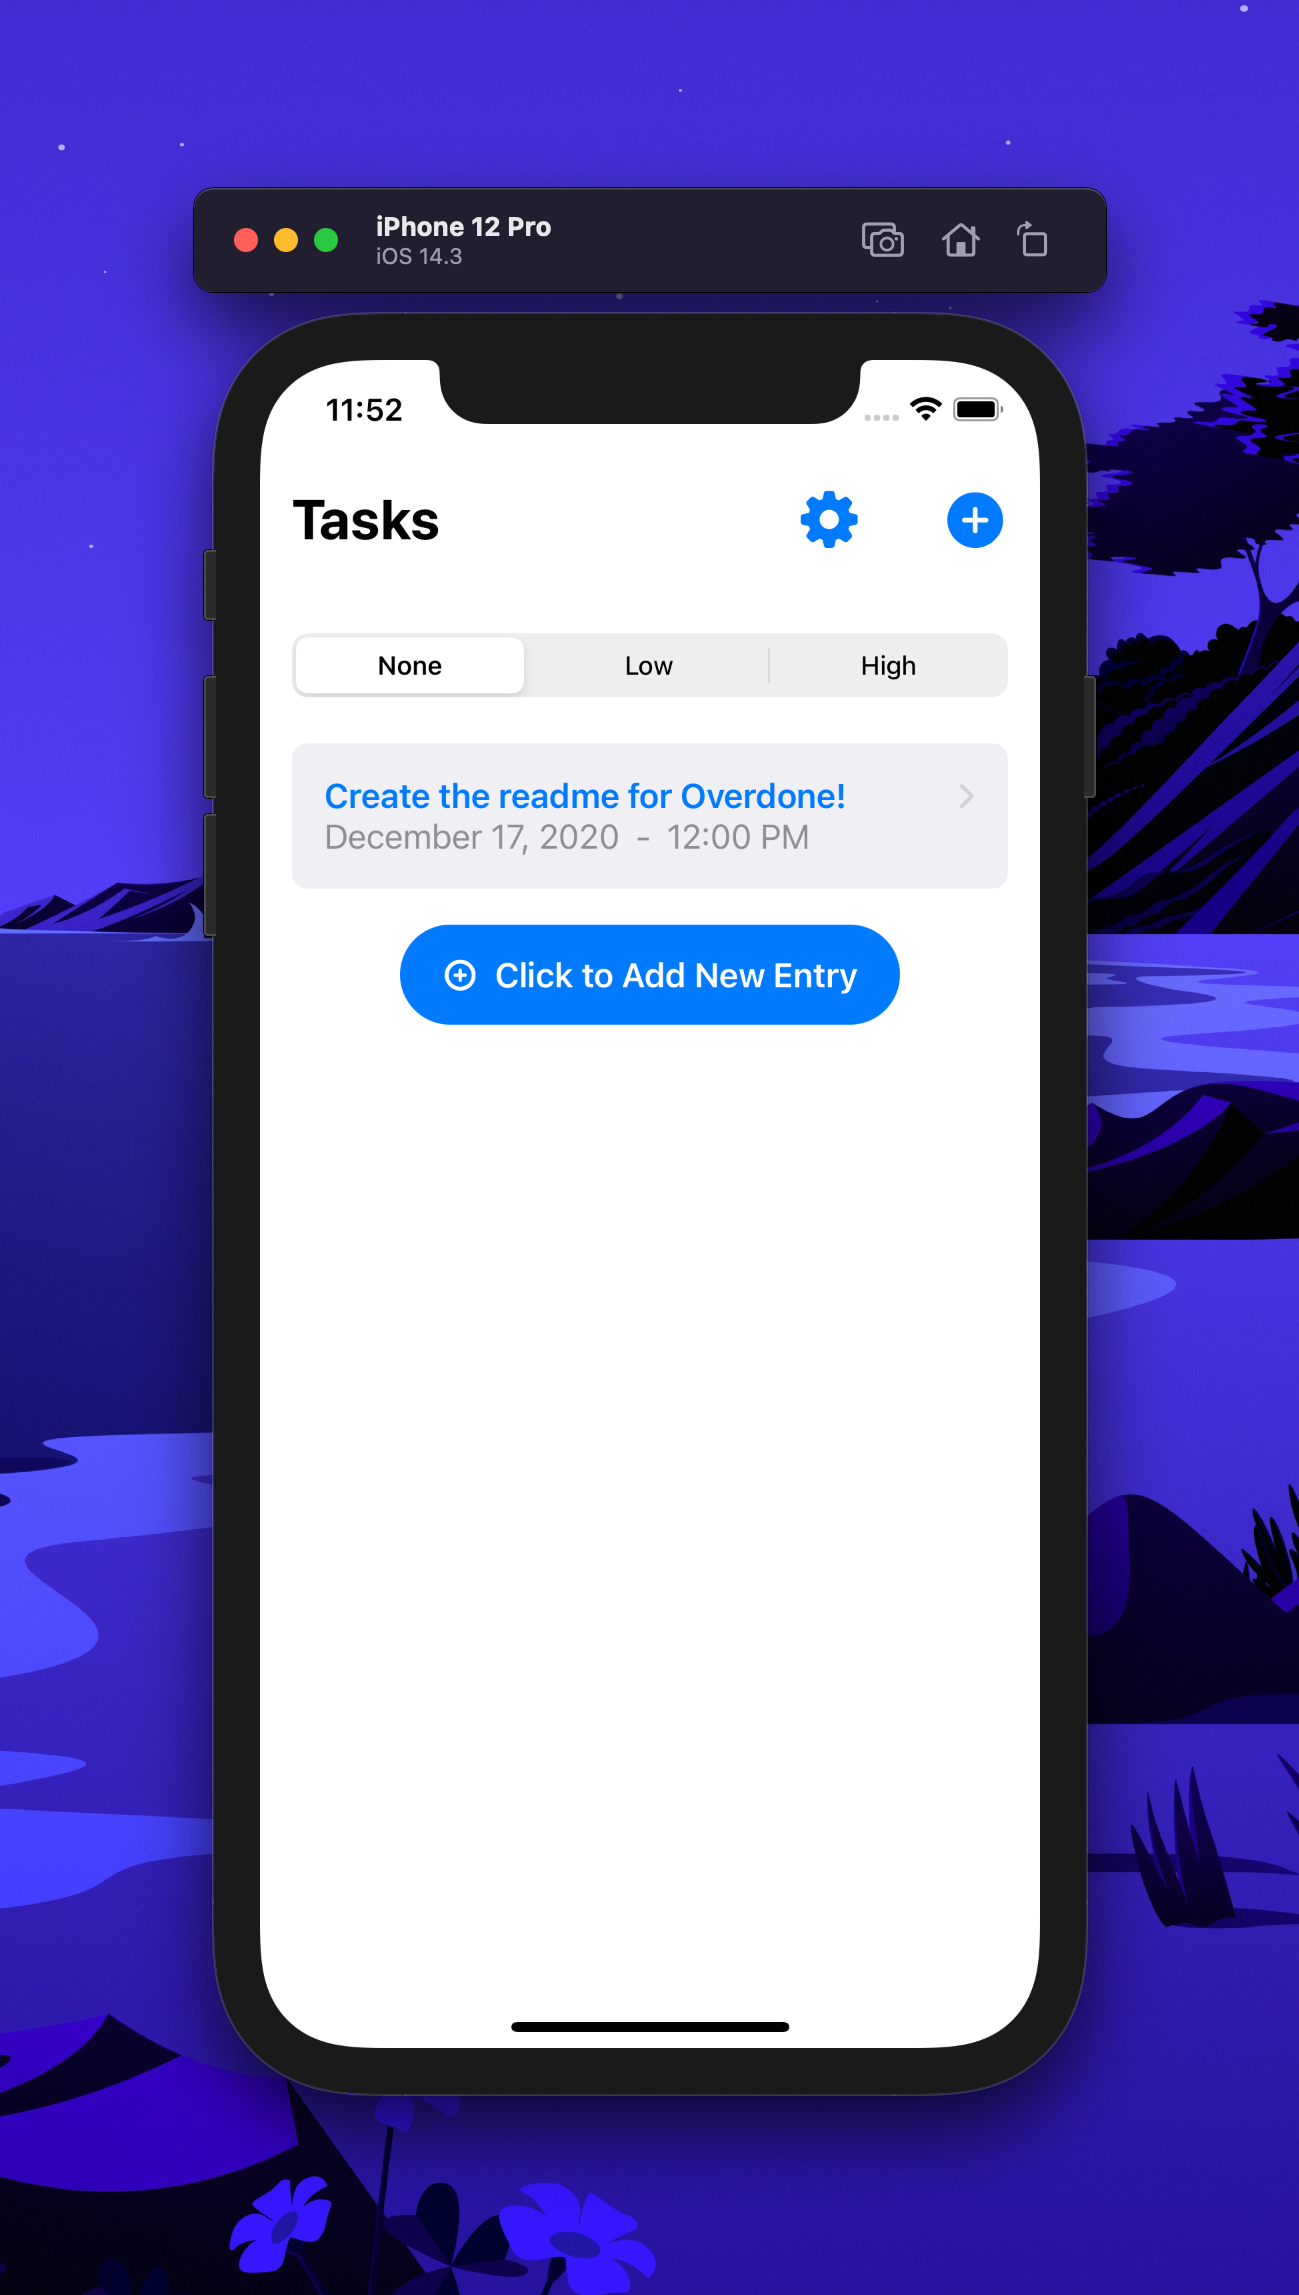 iPhone 12 Pro
iOS 14.3
11:52
Tasks
None Low High
Create the readme for Overdone!
December 17, 2020 - 12:00 PM
Click to Add New Entry